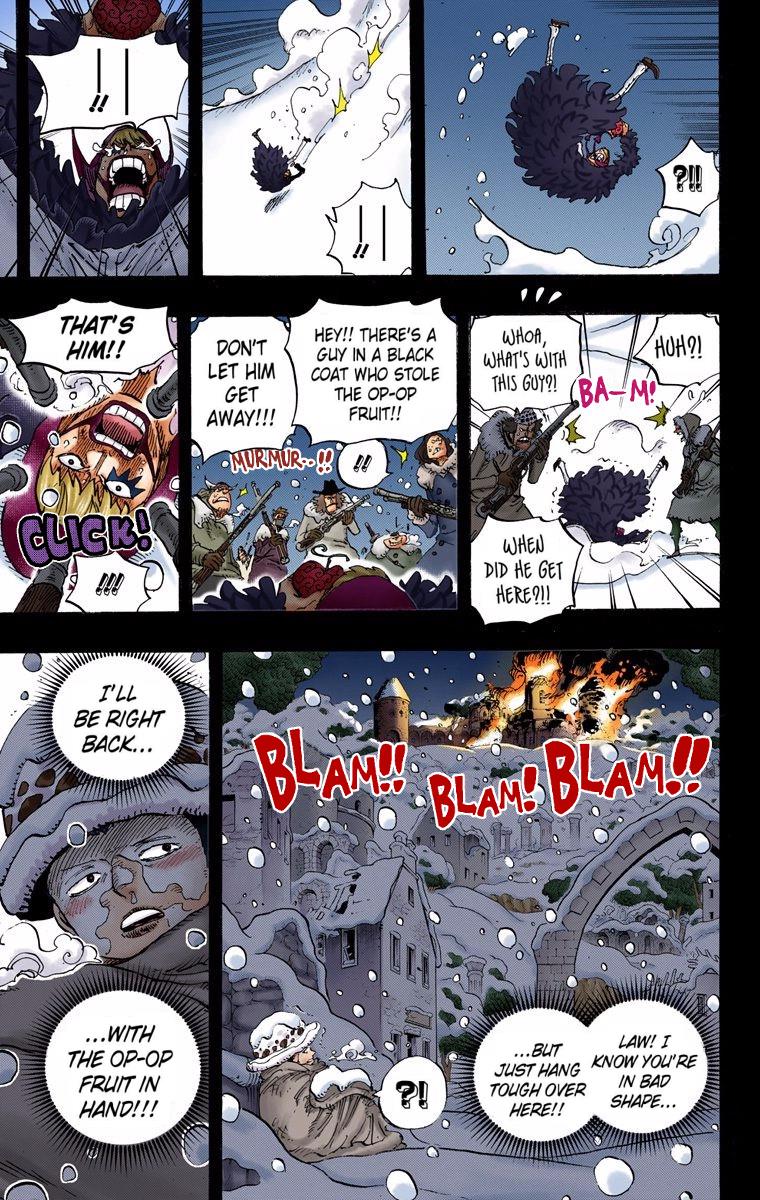 ?!!
!!
!!
HUH?!
WHOA,
WHAT'S WITH
THIS GUY?!
BA-M!
WHEN
DID HE GET
HERE?!!
HEY!! THERE'S A
GUY IN A BLACK
COAT WHO STOLE
THE OP-OP
FRUIT!!
DON'T
LET HIM
GET
AWAY!!!
MURMUR..!!
!!
THAT'S
HIM!!
CLICK!
!!!
BLAM!!
BLAM!
BLAM!!
LAW! I
KNOW YOU'RE
IN BAD
SHAPE...
...BUT
JUST HANG
TOUGH OVER
HERE!!
?!
I'LL
BE RIGHT
BACK...
...WITH
THE OP-OP
FRUIT IN
HAND!!!